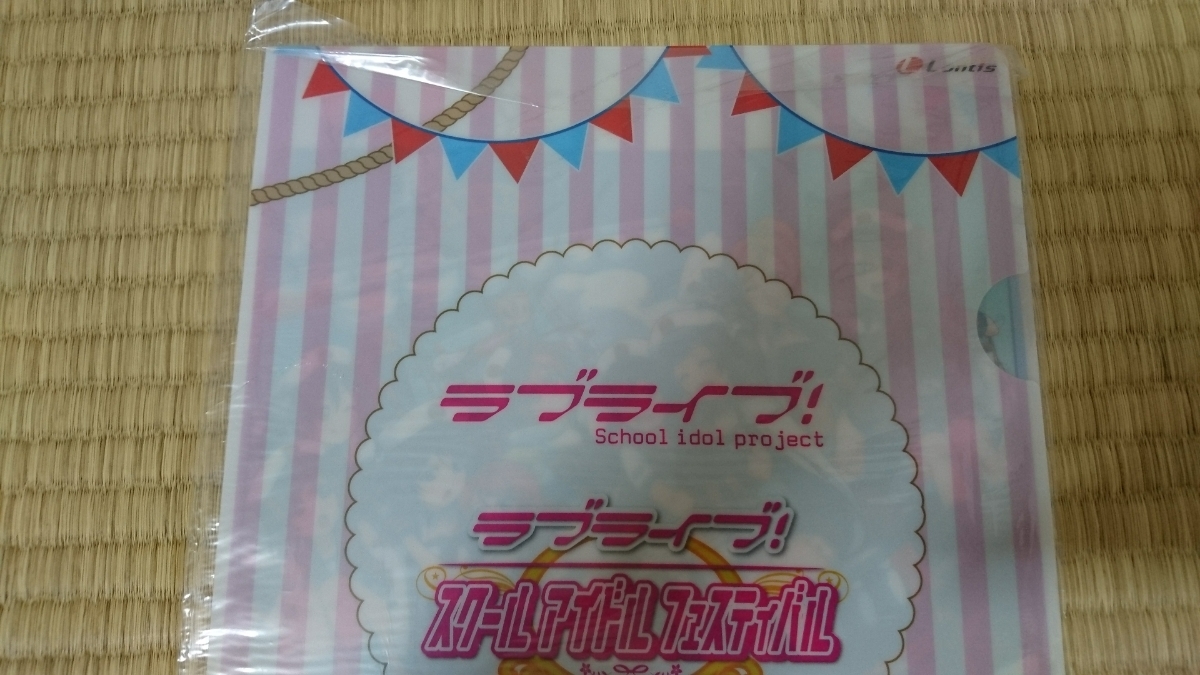 Lantis
ラブライブ!
School idol project
ラブライブ!
スクールアイドルフェスティバル